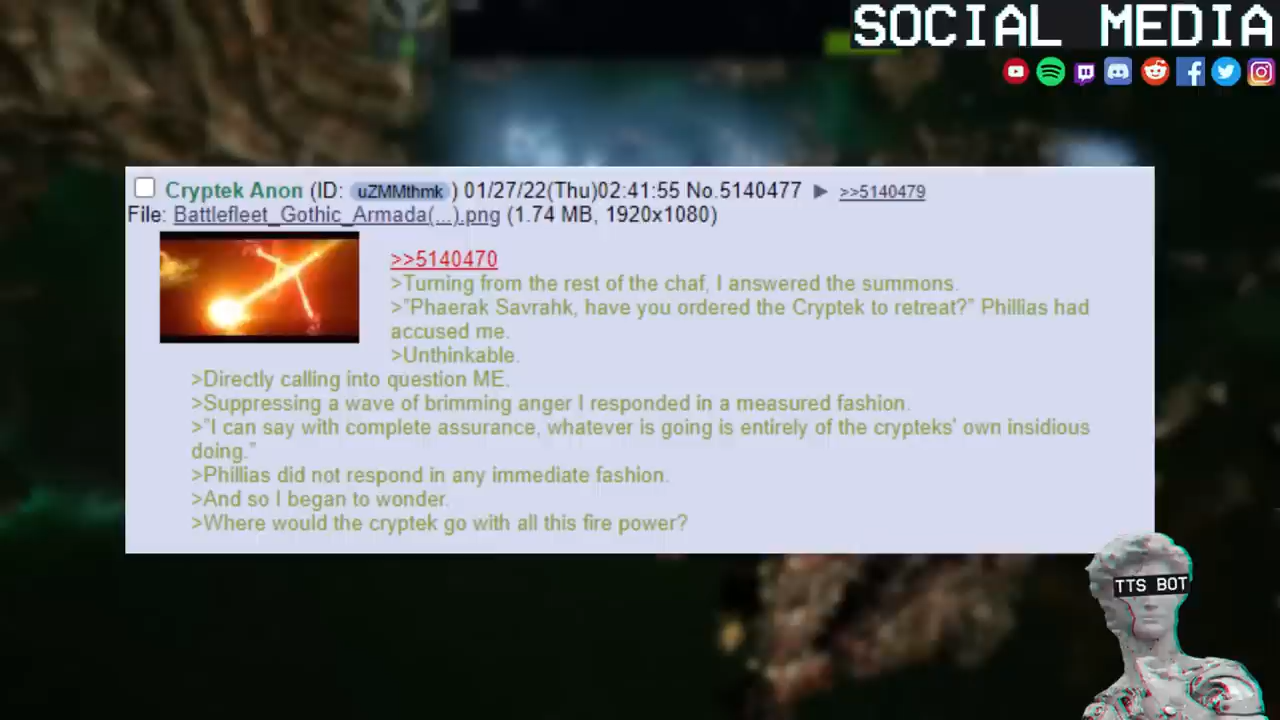 SOCIAL MEDIA
Cryptek Anon (ID: uZMMthmk ) 01/27/22(Thu)02:41:55 No.5140477 ▶ >>5140479
File: Battlefleet_Gothic_Armada(...).png (1.74 MB, 1920x1080)
>>5140470
>Turning from the rest of the chaf, I answered the summons.
>"Phaerak Savrahk, have you ordered the Cryptek to retreat?" Phillias had
accused me.
>Unthinkable.
>Directly calling into question ME.
>Suppressing a wave of brimming anger I responded in a measured fashion.
>"I can say with complete assurance, whatever is going is entirely of the crypteks' own insidious
doing."
>Phillias did not respond in any immediate fashion.
>And so I began to wonder.
>Where would the cryptek go with all this fire power?
TTS BOT